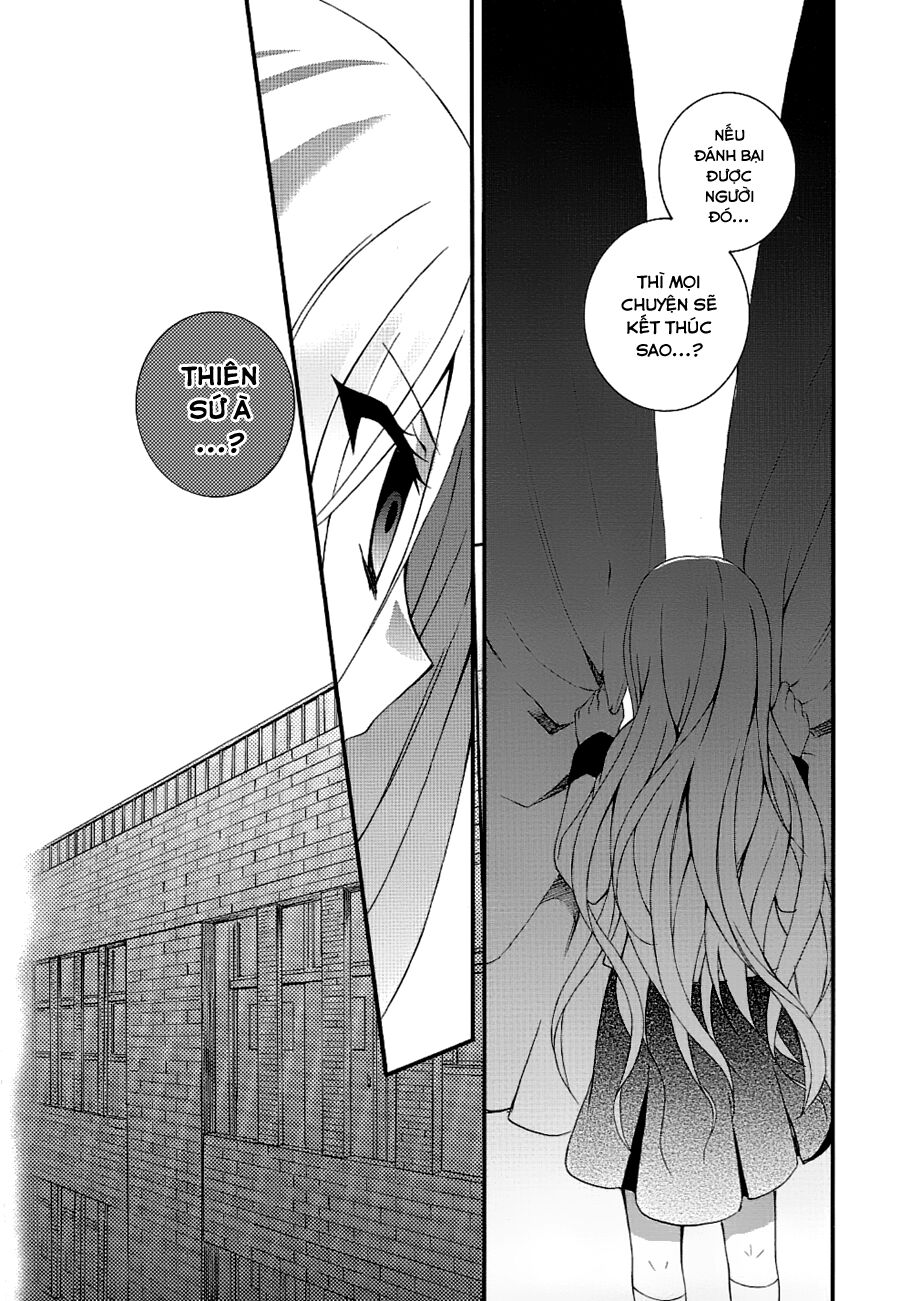 NẾU
ĐÁNH BẠI
ĐƯỢC
NGƯỜI
ĐÓ...
THÌ MỌI
CHUYỆN SẼ
KẾT THÚC
SAO...?
THIÊN
SỨ À
...?